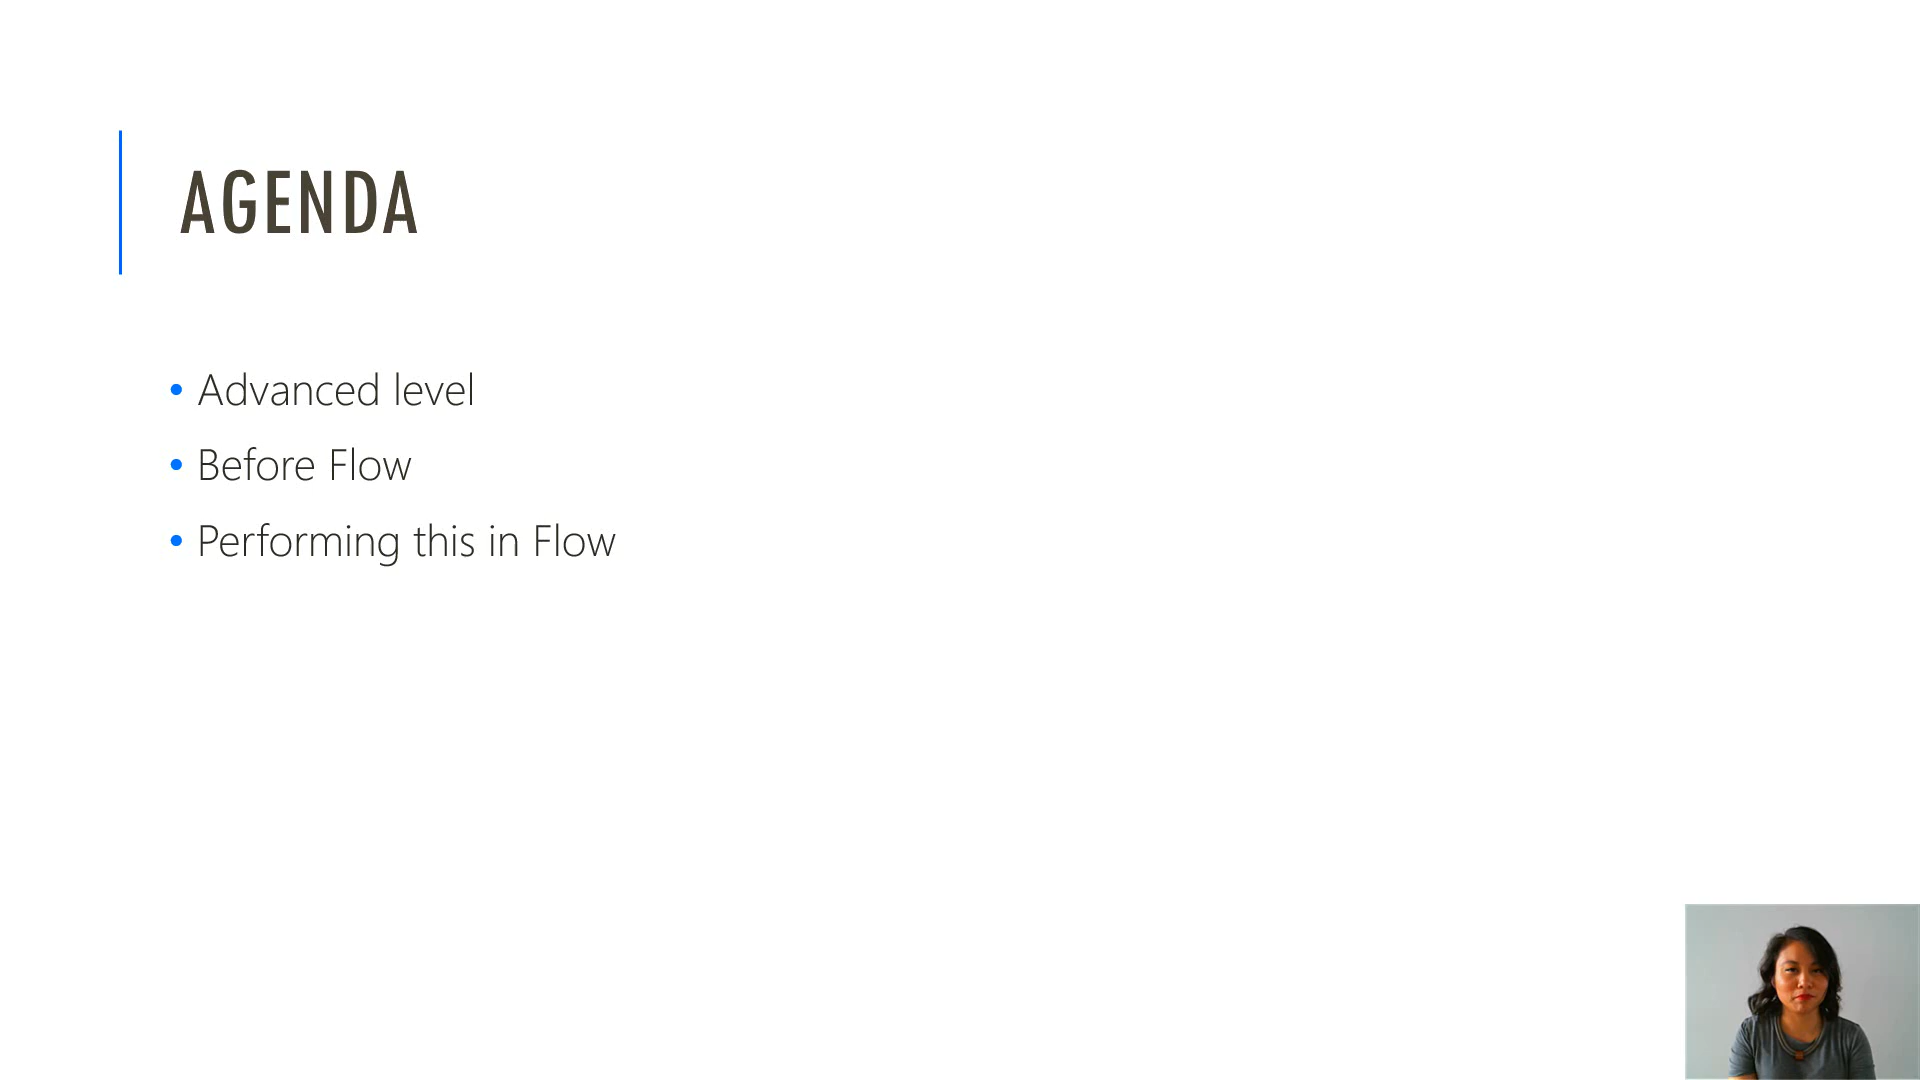 AGENDA
• Advanced level
• Before Flow
• Performing this in Flow